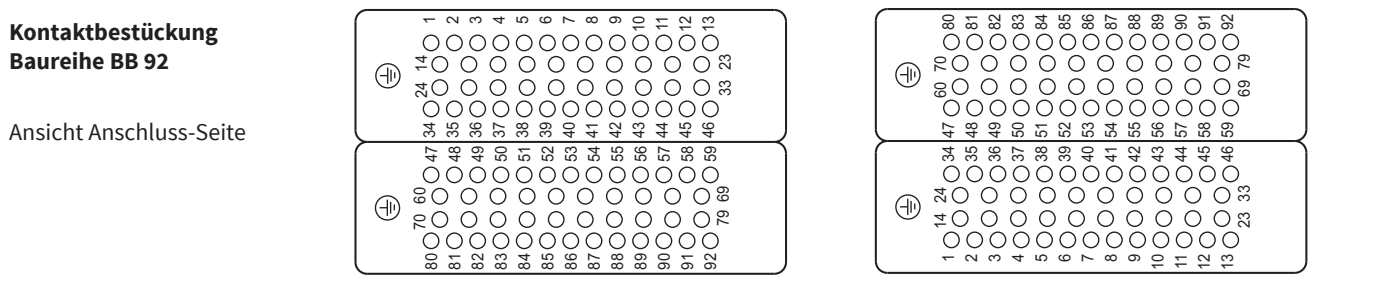 Kontaktbestückung
Baureihe BB 92
Ansicht Anschluss-Seite
1 2 3 4 5 6 7 8 9 10 11 12 13
14 23
24 33
34 35 36 37 38 39 40 41 42 43 44 45 46
47 48 49 50 51 52 53 54 55 56 57 58 59
60 69
70 79
80 81 82 83 84 85 86 87 88 89 90 91 92
80 81 82 83 84 85 86 87 88 89 90 91 92
70 79
60 69
47 48 49 50 51 52 53 54 55 56 57 58 59
34 35 36 37 38 39 40 41 42 43 44 45 46
24 33
14 23
1 2 3 4 5 6 7 8 9 10 11 12 13